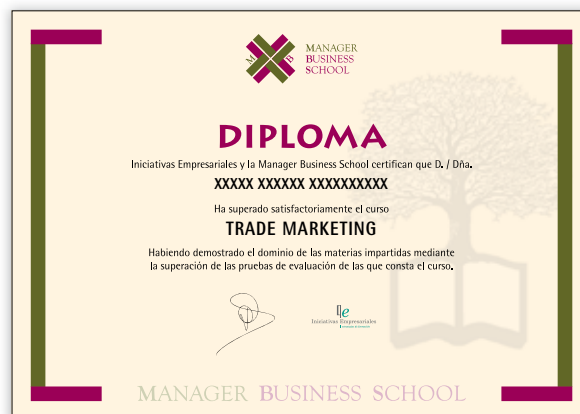 M B
MANAGER
BUSINESS
SCHOOL
DIPLOMA
Iniciativas Empresariales y la Manager Business School certifican que D. / Dña.
XXXXX XXXXXX XXXXXXXXXX
Ha superado satisfactoriamente el curso
TRADE MARKETING
Habiendo demostrado el dominio de las materias impartidas mediante
la superación de las pruebas de evaluación de las que consta el curso.
Iniciativas Empresariales
MANAGER BUSINESS SCHOOL